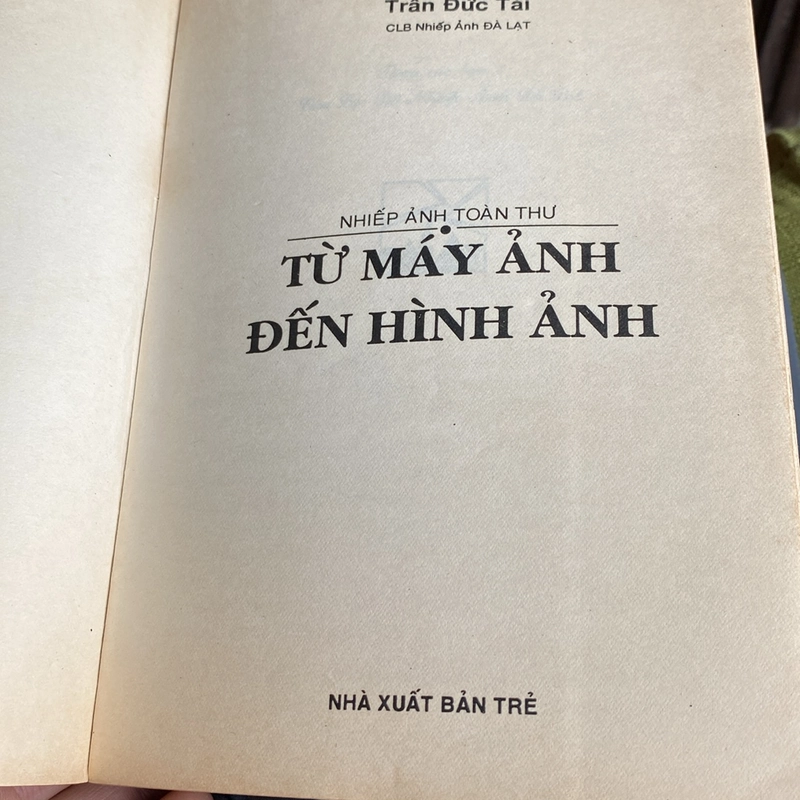 Trần Đức Tài
CLB Nhiếp Ảnh ĐÀ LẠT
NHIẾP ẢNH TOÀN THƯ
TỪ MÁY ẢNH
ĐẾN HÌNH ẢNH
NHÀ XUẤT BẢN TRẺ